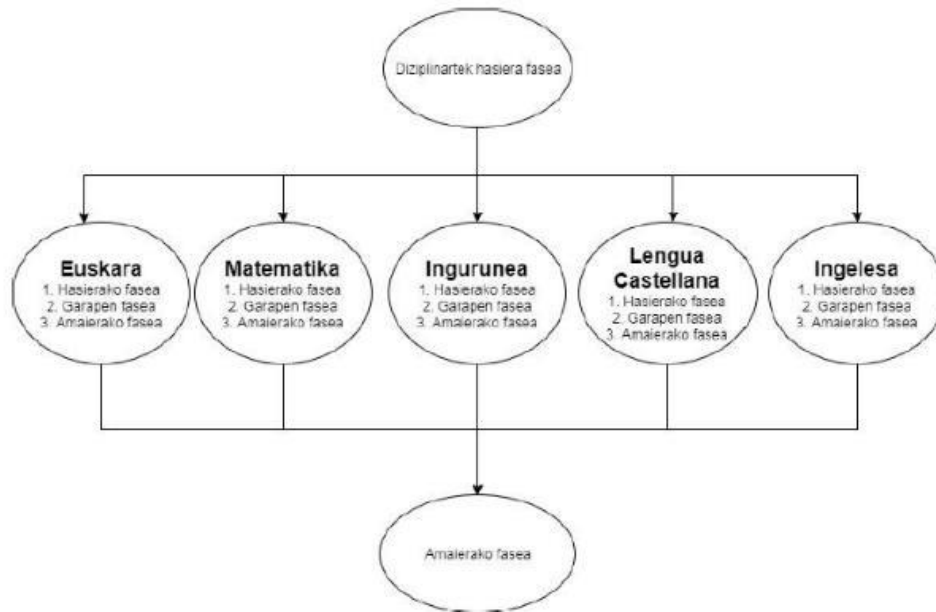 Diziplinartek hasiera fasea
Euskara
1. Hasierako fasea
2. Garapen fasea
3. Amaierako fasea
Matematika
1. Hasierako fasea
2. Garapen fasea
3. Amaierako fasea
Ingurunea
1. Hasierako fasea
2. Garapen fasea
3. Amaierako fasea
Lengua
Castellana
1. Hasierako fasea
2. Garapen fasea
3. Amaierako fasea
Ingelesa
1. Hasierako fasea
2. Garapen fasea
3. Amaierako fasea
Amaierako fasea